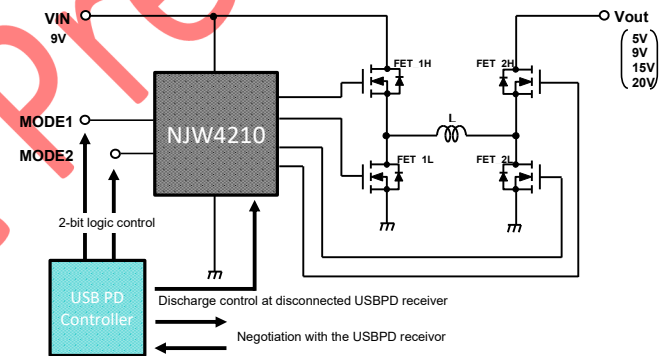 VIN
9V
Vout
5V
9V
15V
20V
FET 1H
FET 2H
MODE1
NJW4210
L
MODE2
FET 1L
FET 2L
2-bit logic control
USB PD
Controller
Discharge control at disconnected USBPD receiver
Negotiation with the USBPD receivor
Pre